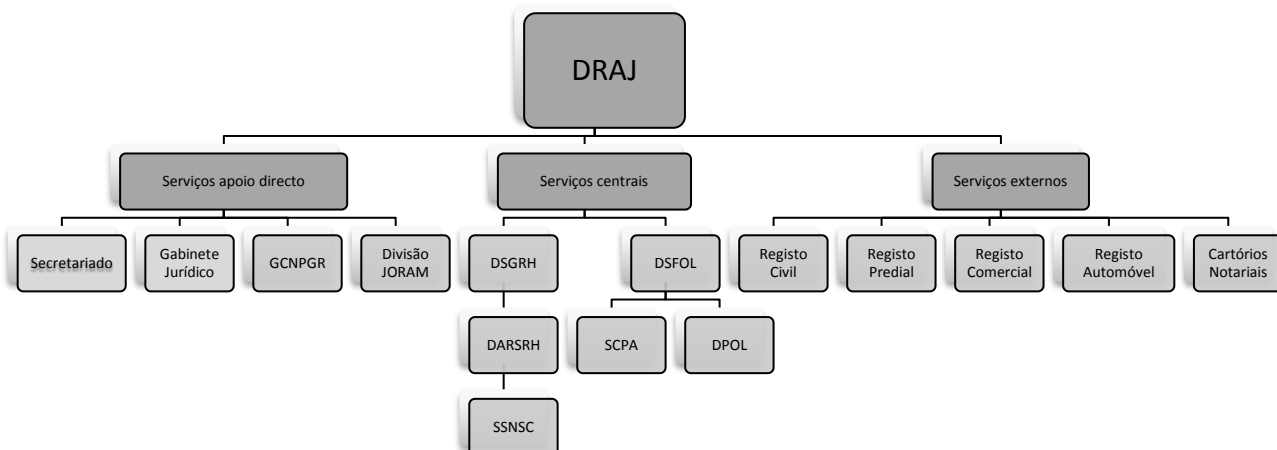 DRAJ
Serviços apoio directo
Serviços centrais
Serviços externos
Secretariado
Gabinete
Jurídico
GCNPGR
Divisão
JORAM
DSGRH
DSFOL
Registo
Civil
Registo
Predial
Registo
Comercial
Registo
Automóvel
Cartórios
Notariais
DARSRH
SCPA
DPOL
SSNSC